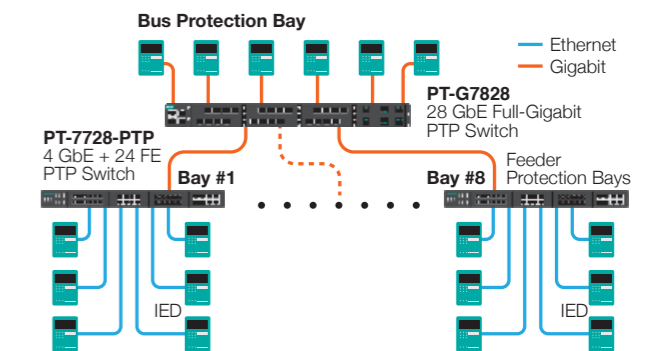 Bus Protection Bay
Ethernet
Gigabit
PT-G7828
28 GbE Full-Gigabit
PTP Switch
PT-7728-PTP
4 GbE + 24 FE
PTP Switch
Bay #1
Bay #8
Feeder
Protection Bays
IED
IED